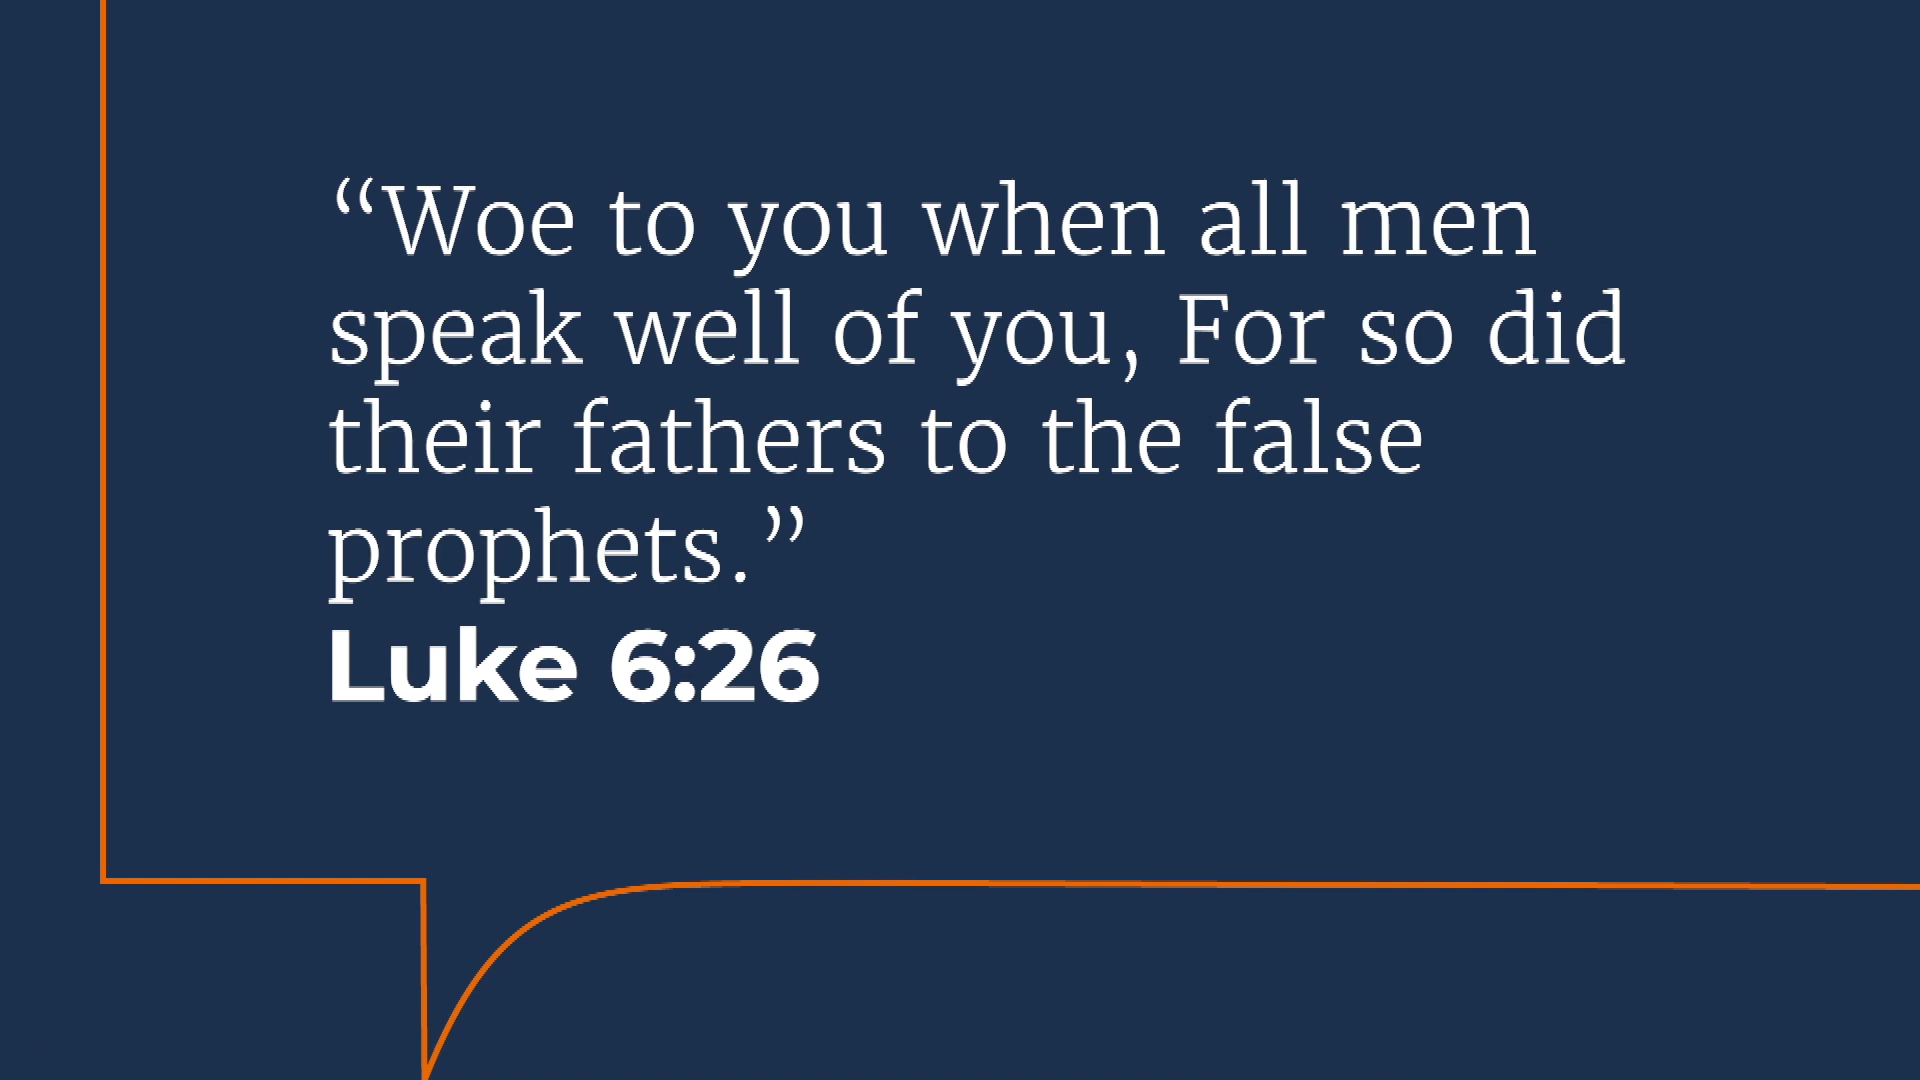 “Woe to you when all men
speak well of you, For so did
their fathers to the false
prophets.”
Luke 6:26